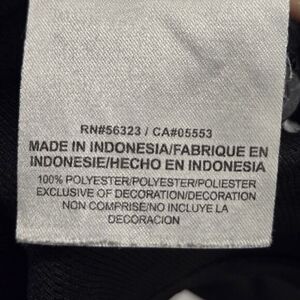 RN#56323 / CA#05553
MADE IN INDONESIA/FABRIQUE EN
INDONESIE/HECHO EN INDONESIA
100% POLYESTER/POLYESTER/POLIESTER
EXCLUSIVE OF DECORATION/DECORATION
NON COMPRISE/NO INCLUYE LA
DECORACION